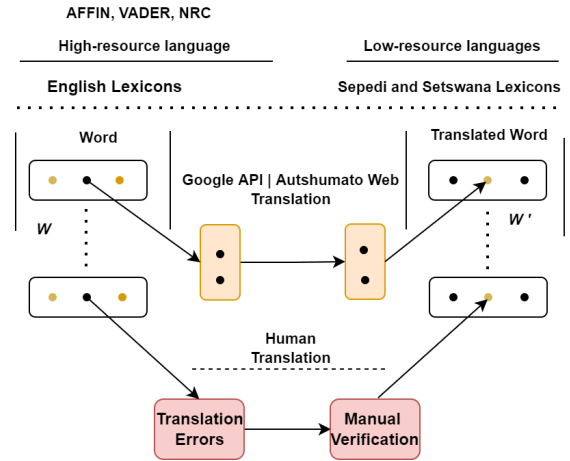 AFFIN, VADER, NRC
High-resource language
Low-resource languages
English Lexicons
Sepedi and Setswana Lexicons
Word
Translated Word
Google API | Autshumato Web
Translation
W
W '
Human
Translation
Translation
Errors
Manual
Verification